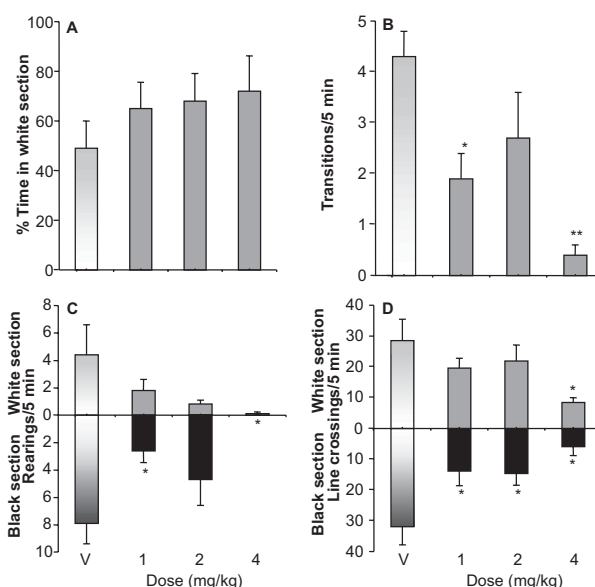 A
% Time in white section
100
80
60
40
20
0
B
Transitions/5 min
5
4
3
2
1
0
*
**
C
White section
Black section
Rearings/5 min
8
6
4
2
0
2
4
6
8
10
*
*
V 1 2 4
Dose (mg/kg)
D
White section
Black section
Line crossings/5 min
40
30
20
10
0
10
20
30
40
*
*
*
*
V 1 2 4
Dose (mg/kg)